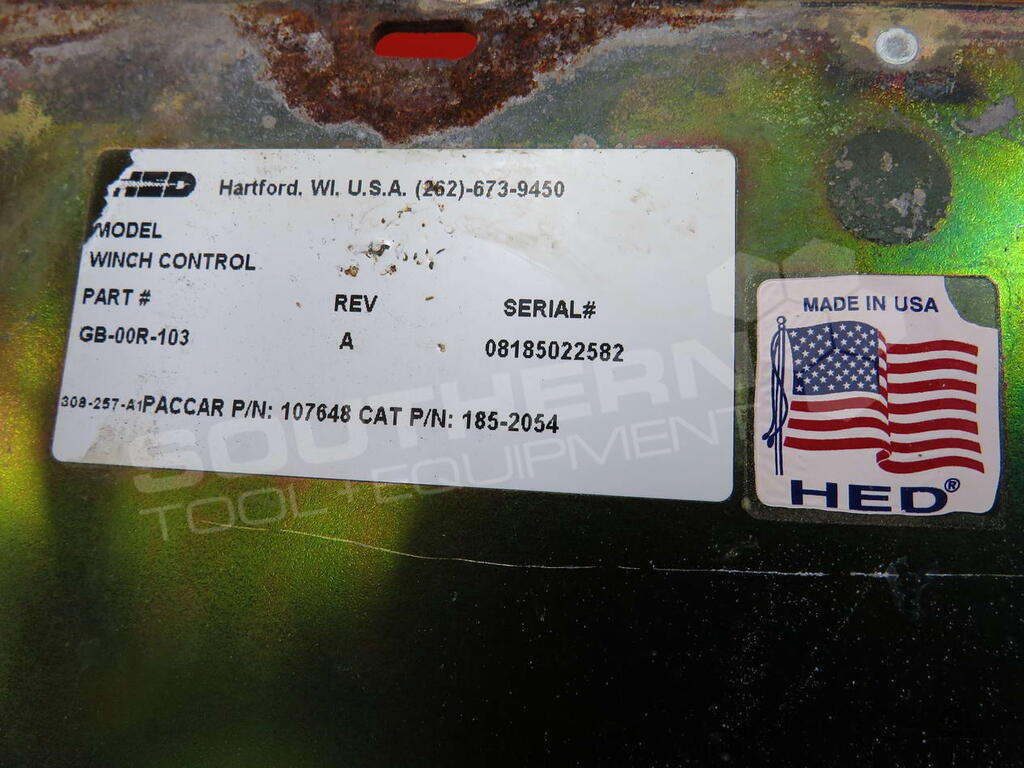 HED Hartford, WI. U.S.A. (262)-673-9450
MODEL
WINCH CONTROL
PART # REV SERIAL#
GB-00R-103 A 08185022582
308-257-A1PACCAR P/N: 107648 CAT P/N: 185-2054
MADE IN USA
HED®
SOUTHERN
TOOL+EQUIPMENT